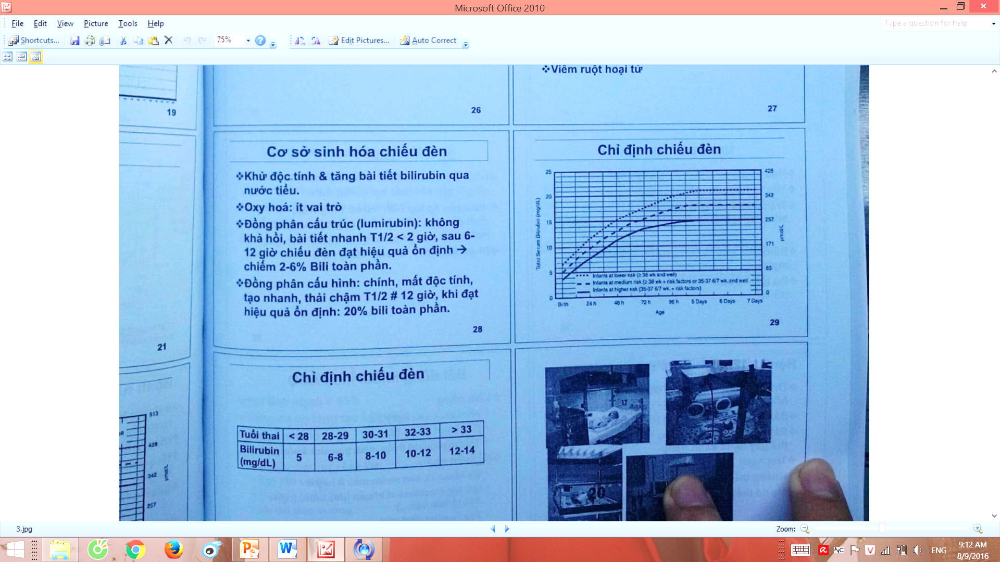 Microsoft Office 2010
File Edit View Picture Tools Help
Type a question for help
Shortcuts... 75% Edit Pictures... Auto Correct
❖Viêm ruột hoại tử
19
26
27
Cơ sở sinh hóa chiếu đèn
❖Khử độc tính & tăng bài tiết bilirubin qua
nước tiểu.
❖Oxy hoá: ít vai trò
❖Đồng phân cấu trúc (lumirubin): không
khả hồi, bài tiết nhanh T1/2 < 2 giờ, sau 6-
12 giờ chiếu đèn đạt hiệu quả ổn định →
chiếm 2-6% Bili toàn phần.
❖Đồng phân cấu hình: chính, mất độc tính,
tạo nhanh, thải chậm T1/2 # 12 giờ, khi đạt
hiệu quả ổn định: 20% bili toàn phần.
28
Chỉ định chiếu đèn
Total Serum Bilirubin (mg/dL)
25
20
15
10
5
0
428
342
257
171
85
0
µmol/L
Infants at lower risk (≥ 38 wk and well)
Infants at medium risk (≥ 38 wk + risk factors or 35-37 6/7 wk. and well
Infants at higher risk (35-37 6/7 wk. + risk factors)
Birth 24 h 48 h 72 h 96 h 5 Days 6 Days 7 Days
Age
29
21
Chỉ định chiếu đèn
Tuổi thai < 28 28-29 30-31 32-33 > 33
Bilirubin
(mg/dL) 5 6-8 8-10 10-12 12-14
513
428
342
257
µmol/L
20
3.jpg
Zoom:
ENG
9:12 AM
8/9/2016